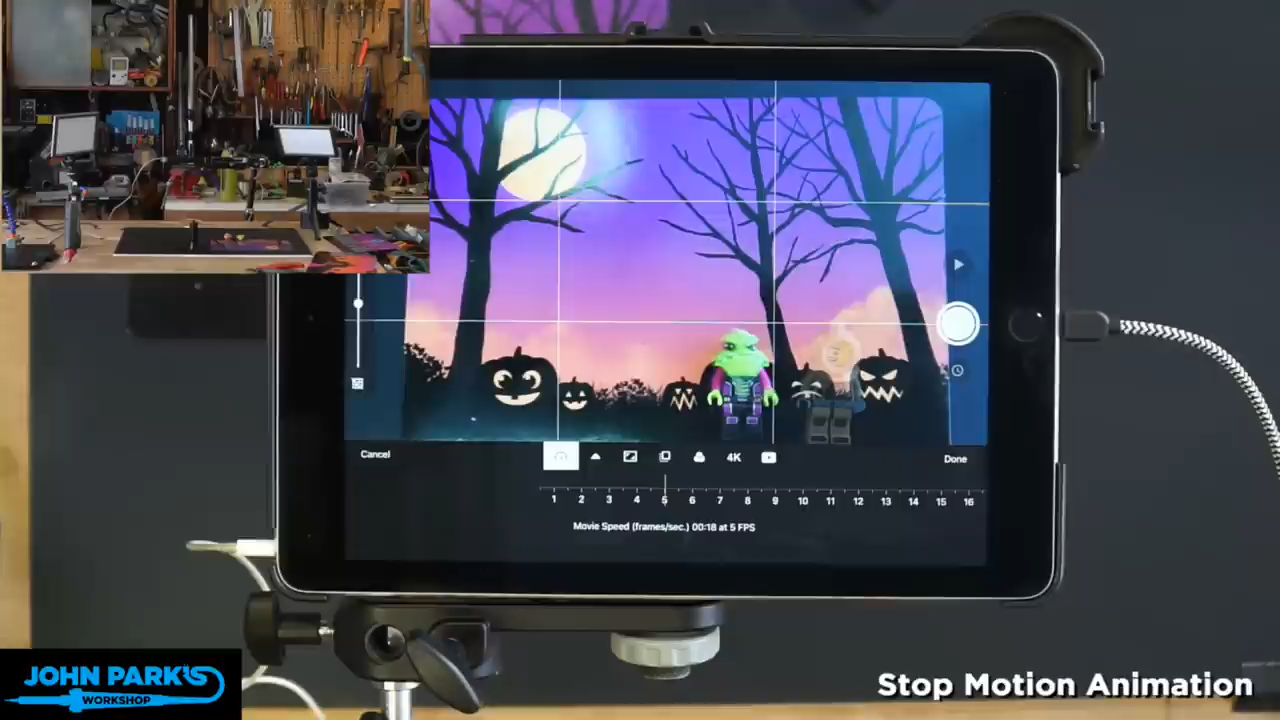 Cancel
4K
Done
1 2 3 4 5 6 7 8 9 10 11 12 13 14 15 16
Movie Speed (frames/sec.) 00:18 at 5 FPS
JOHN PARK'S
WORKSHOP
Stop Motion Animation